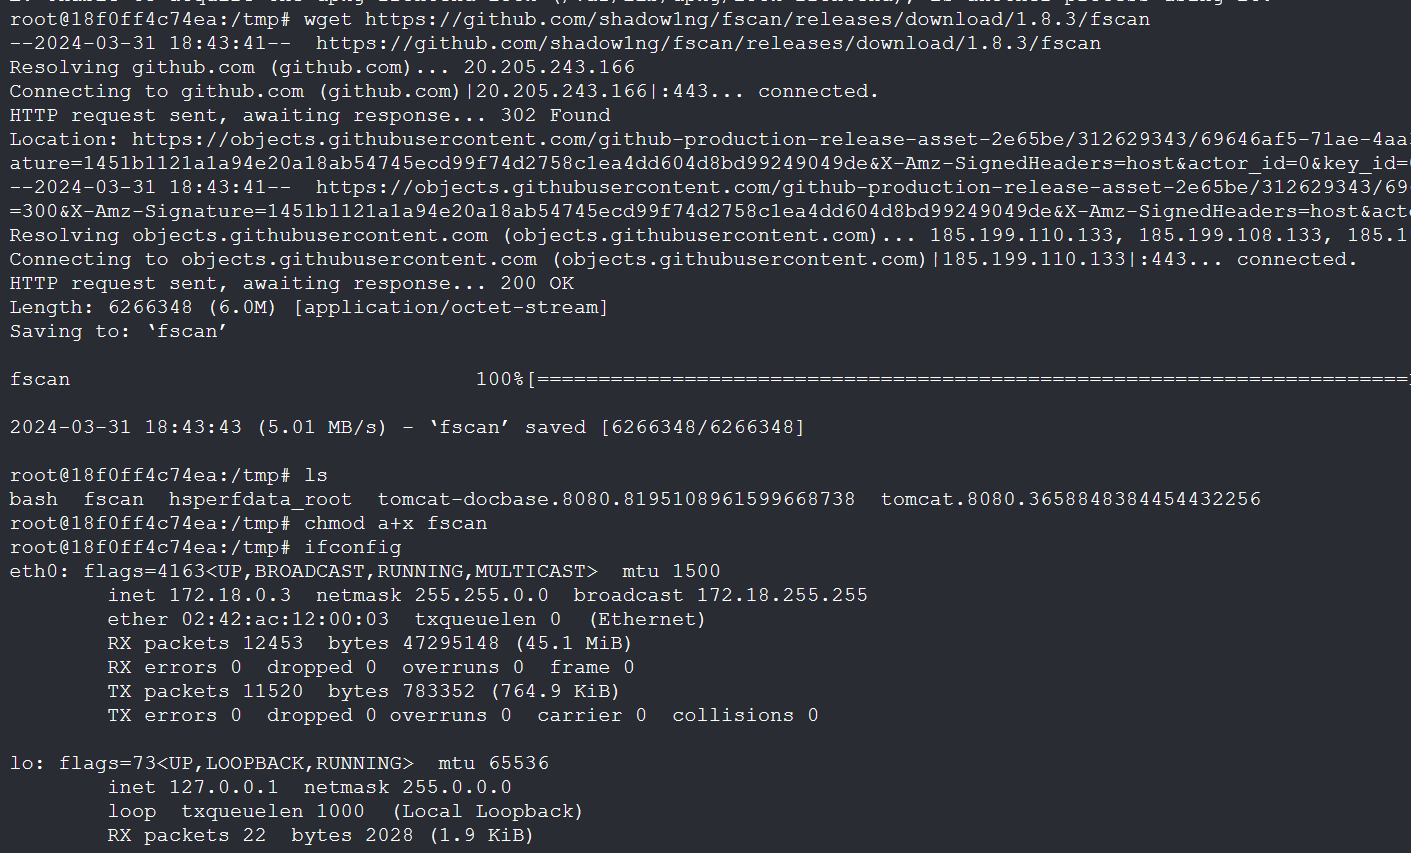 root@18f0ff4c74ea:/tmp# wget https://github.com/shadow1ng/fscan/releases/download/1.8.3/fscan
--2024-03-31 18:43:41--  https://github.com/shadow1ng/fscan/releases/download/1.8.3/fscan
Resolving github.com (github.com)... 20.205.243.166
Connecting to github.com (github.com)|20.205.243.166|:443... connected.
HTTP request sent, awaiting response... 302 Found
Location: https://objects.githubusercontent.com/github-production-release-asset-2e65be/312629343/69646af5-71ae-4aa
ature=1451b1121a1a94e20a18ab54745ecd99f74d2758c1ea4dd604d8bd99249049de&X-Amz-SignedHeaders=host&actor_id=0&key_id=
--2024-03-31 18:43:41--  https://objects.githubusercontent.com/github-production-release-asset-2e65be/312629343/69
=300&X-Amz-Signature=1451b1121a1a94e20a18ab54745ecd99f74d2758c1ea4dd604d8bd99249049de&X-Amz-SignedHeaders=host&act
Resolving objects.githubusercontent.com (objects.githubusercontent.com)... 185.199.110.133, 185.199.108.133, 185.1
Connecting to objects.githubusercontent.com (objects.githubusercontent.com)|185.199.110.133|:443... connected.
HTTP request sent, awaiting response... 200 OK
Length: 6266348 (6.0M) [application/octet-stream]
Saving to: ‘fscan’
fscan                                 100%[=======================================================================>
2024-03-31 18:43:43 (5.01 MB/s) - ‘fscan’ saved [6266348/6266348]
root@18f0ff4c74ea:/tmp# ls
bash  fscan  hsperfdata_root  tomcat-docbase.8080.8195108961599668738  tomcat.8080.3658848384454432256
root@18f0ff4c74ea:/tmp# chmod a+x fscan
root@18f0ff4c74ea:/tmp# ifconfig
eth0: flags=4163<UP,BROADCAST,RUNNING,MULTICAST>  mtu 1500
        inet 172.18.0.3  netmask 255.255.0.0  broadcast 172.18.255.255
        ether 02:42:ac:12:00:03  txqueuelen 0  (Ethernet)
        RX packets 12453  bytes 47295148 (45.1 MiB)
        RX errors 0  dropped 0  overruns 0  frame 0
        TX packets 11520  bytes 783352 (764.9 KiB)
        TX errors 0  dropped 0 overruns 0  carrier 0  collisions 0
lo: flags=73<UP,LOOPBACK,RUNNING>  mtu 65536
        inet 127.0.0.1  netmask 255.0.0.0
        loop  txqueuelen 1000  (Local Loopback)
        RX packets 22  bytes 2028 (1.9 KiB)